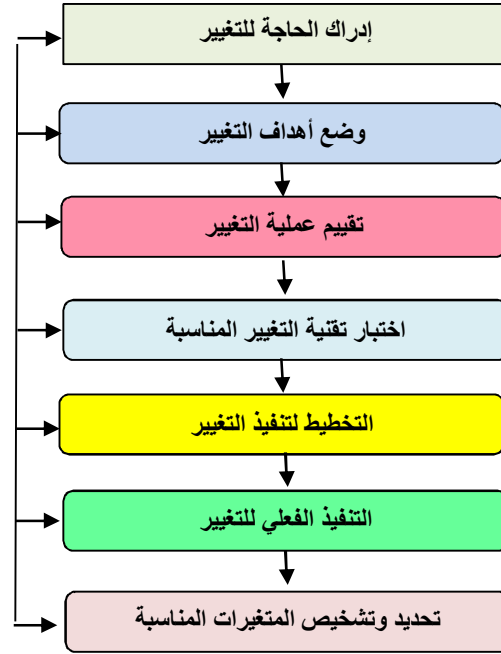 إدراك الحاجة للتغيير
وضع أهداف التغيير
تقييم عملية التغيير
اختبار تقنية التغيير المناسبة
التخطيط لتنفيذ التغيير
التنفيذ الفعلي للتغيير
تحديد وتشخيص المتغيرات المناسبة